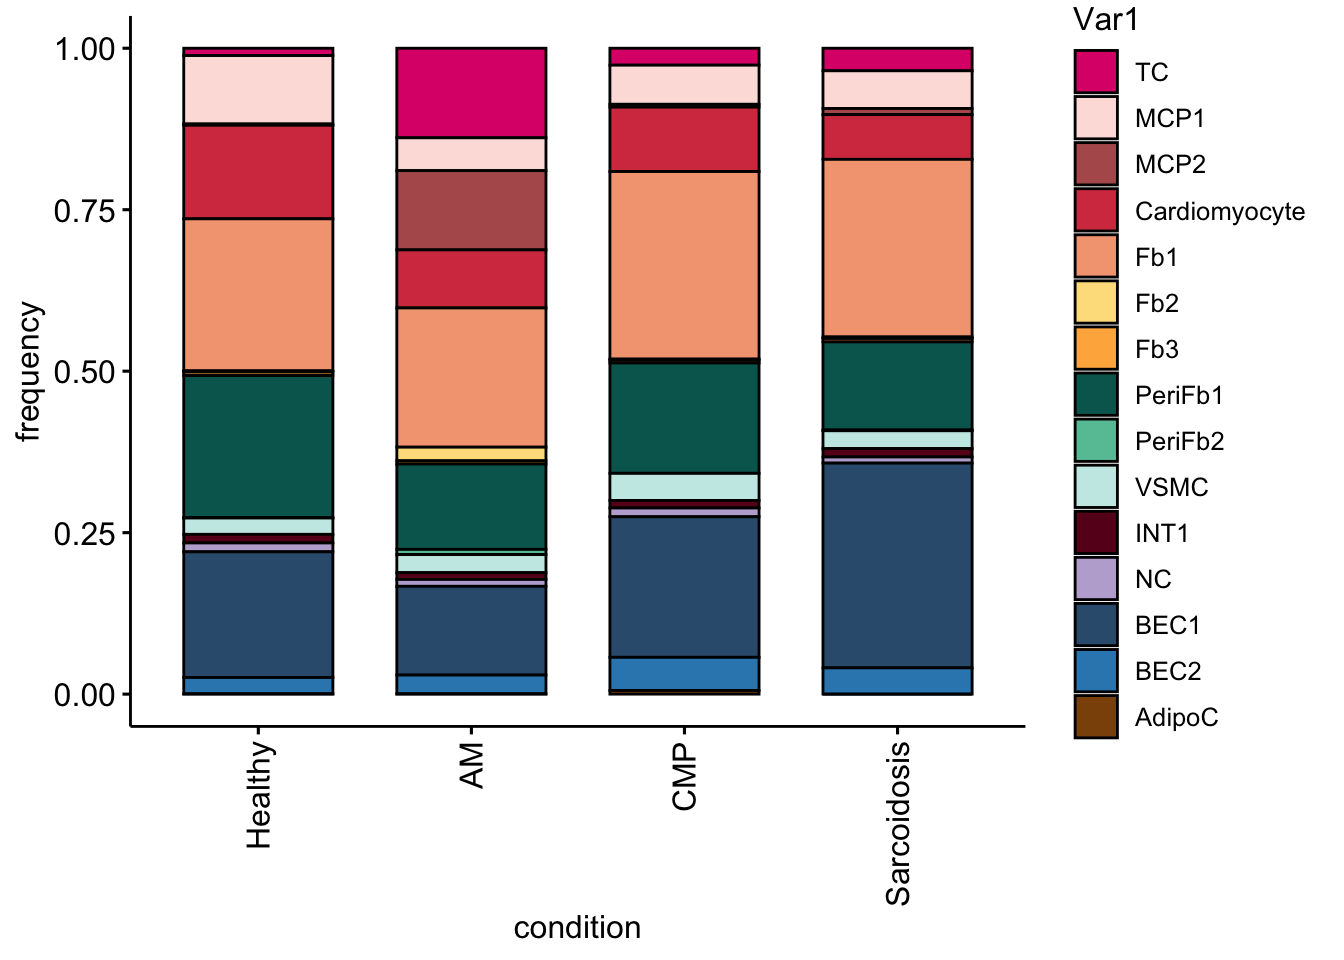 Var1
1.00
0.75
0.50
0.25
0.00
frequency
Healthy
AM
CMP
Sarcoidosis
condition
TC
MCP1
MCP2
Cardiomyocyte
Fb1
Fb2
Fb3
PeriFb1
PeriFb2
VSMC
INT1
NC
BEC1
BEC2
AdipoC